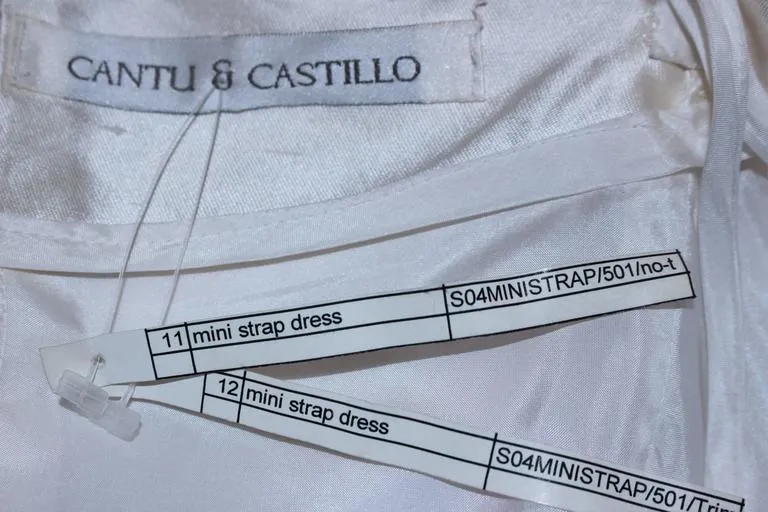 CANTU & CASTILLO
11 mini strap dress S04MINISTRAP/501/no-t
12 mini strap dress S04MINISTRAP/501/Trim